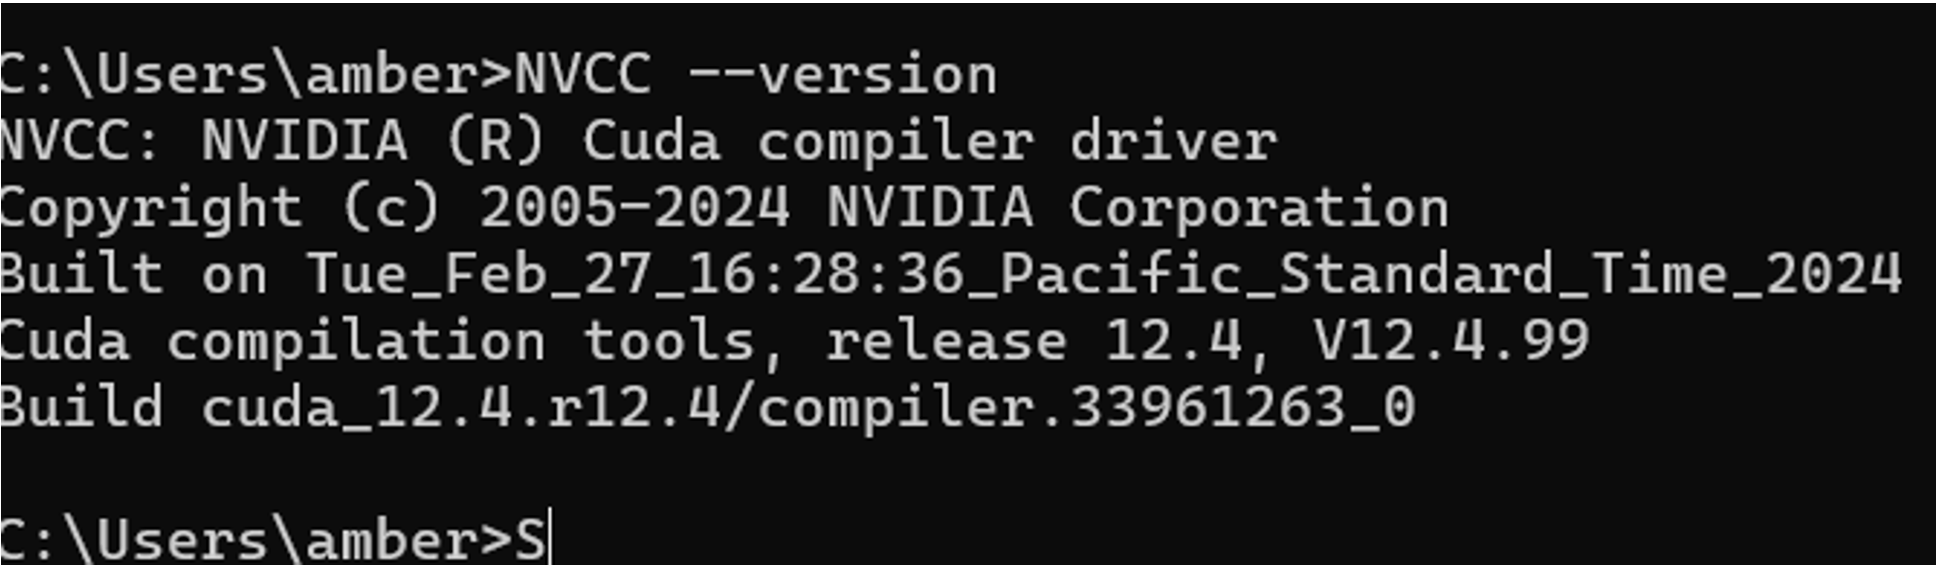 C:\Users\amber>NVCC --version
NVCC: NVIDIA (R) Cuda compiler driver
Copyright (c) 2005-2024 NVIDIA Corporation
Built on Tue_Feb_27_16:28:36_Pacific_Standard_Time_2024
Cuda compilation tools, release 12.4, V12.4.99
Build cuda_12.4.r12.4/compiler.33961263_0
C:\Users\amber>S